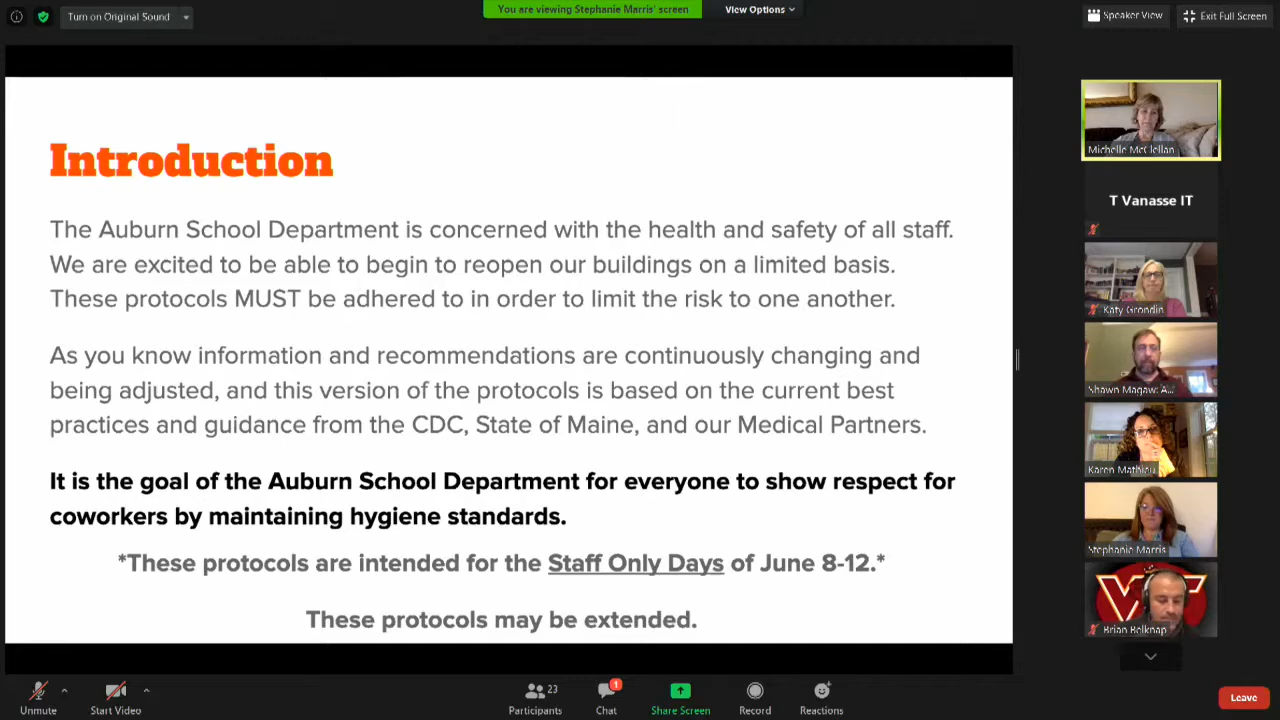 Turn on Original Sound
You are viewing Stephanie Marris' screen
View Options
Speaker View
Exit Full Screen
Introduction
The Auburn School Department is concerned with the health and safety of all staff.
We are excited to be able to begin to reopen our buildings on a limited basis.
These protocols MUST be adhered to in order to limit the risk to one another.
As you know information and recommendations are continuously changing and
being adjusted, and this version of the protocols is based on the current best
practices and guidance from the CDC, State of Maine, and our Medical Partners.
It is the goal of the Auburn School Department for everyone to show respect for
coworkers by maintaining hygiene standards.
*These protocols are intended for the Staff Only Days of June 8-12.*
These protocols may be extended.
Michelle McClellan
T Vanasse IT
Katy Grondin
Shawn Magaw: A...
Karen Mathieu
Stephanie Marris
Brian Belknap
Unmute
Start Video
23
Participants
1
Chat
Share Screen
Record
Reactions
Leave